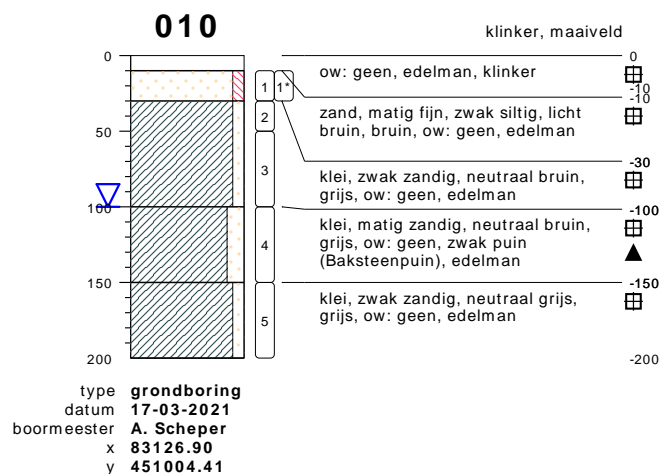 010
klinker, maaiveld
0
50
100
150
200
1
1*
2
3
4
5
0
ow: geen, edelman, klinker
-10
-10
zand, matig fijn, zwak siltig, licht
bruin, bruin, ow: geen, edelman
-30
klei, zwak zandig, neutraal bruin,
grijs, ow: geen, edelman
-100
klei, matig zandig, neutraal bruin,
grijs, ow: geen, zwak puin
(Baksteenpuin), edelman
-150
klei, zwak zandig, neutraal grijs,
grijs, ow: geen, edelman
-200
type grondboring
datum 17-03-2021
boormeester A. Scheper
x 83126.90
y 451004.41